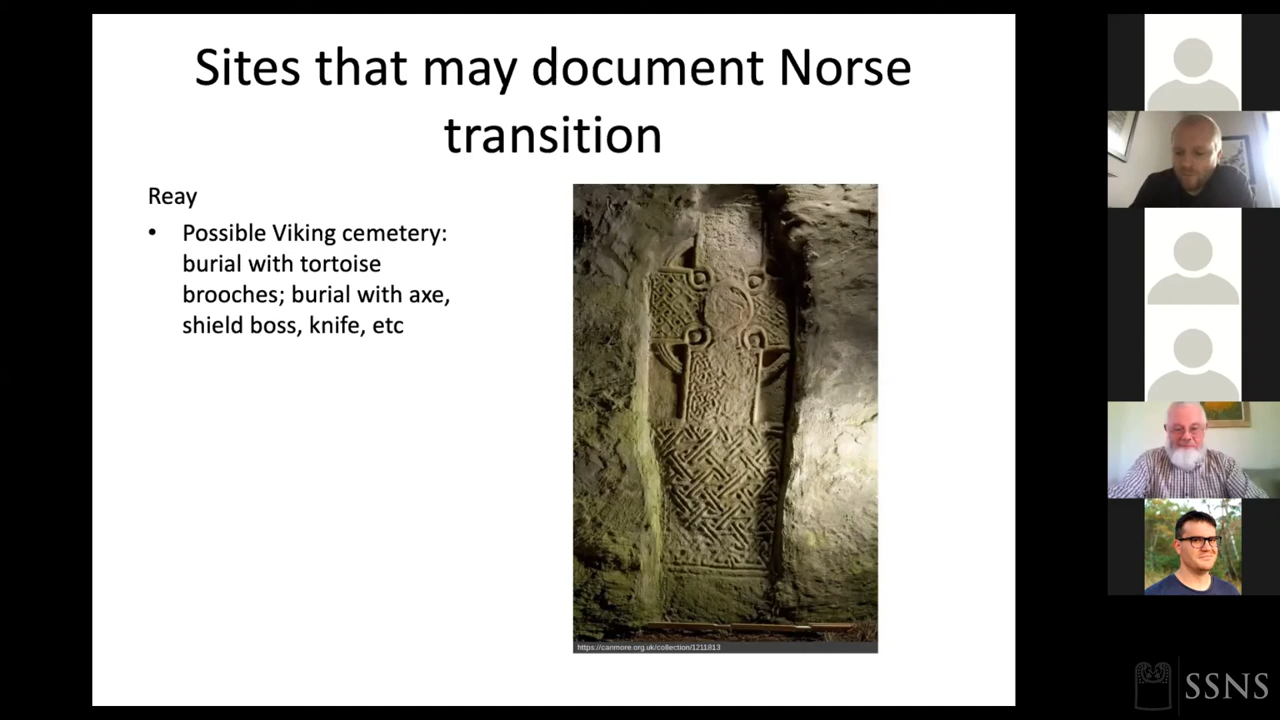 Sites that may document Norse
transition
Reay
• Possible Viking cemetery:
burial with tortoise
brooches; burial with axe,
shield boss, knife, etc
https://canmore.org.uk/collection/1211813
SSNS